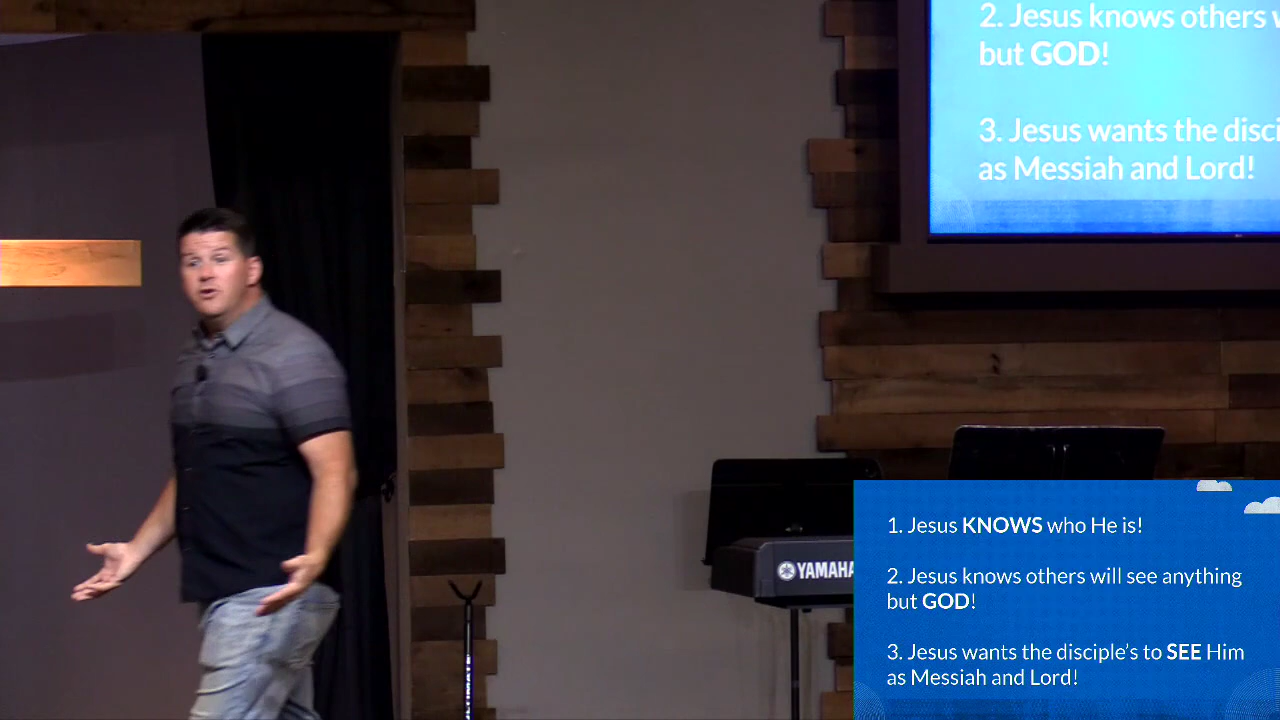 2. Jesus knows others
but GOD!
3. Jesus wants the disci
as Messiah and Lord!
YAMAHA
ULTIMATE
1. Jesus KNOWS who He is!
2. Jesus knows others will see anything
but GOD!
3. Jesus wants the disciple's to SEE Him
as Messiah and Lord!